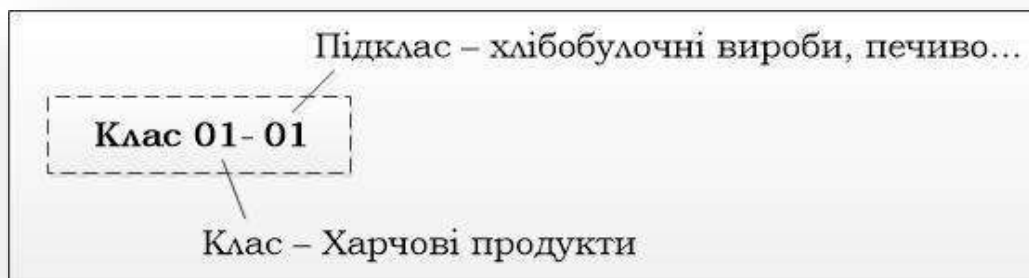 Підклас – хлібобулочні вироби, печиво...
Клас 01- 01
Клас – Харчові продукти